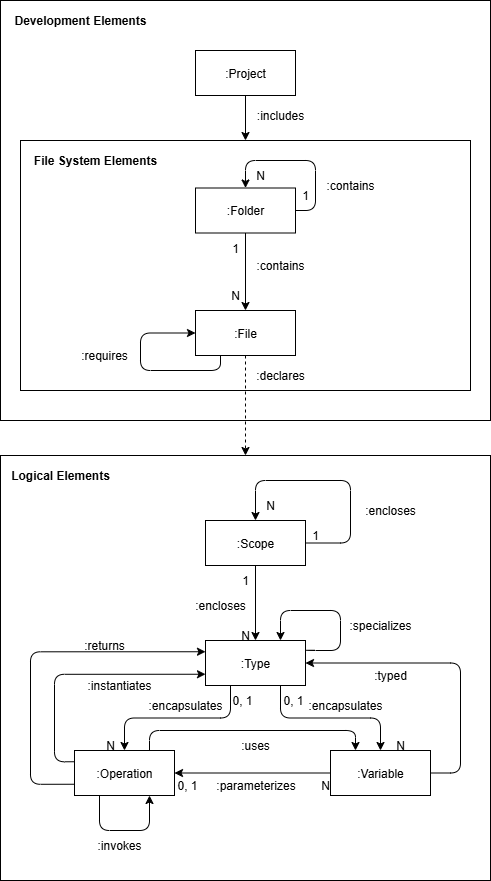 Development Elements
:Project
:includes
File System Elements
N
:contains
1
:Folder
1
:contains
N
:File
:requires
:declares
Logical Elements
N
:encloses
1
:Scope
1
:encloses
N
:specializes
:returns
:Type
:typed
:instantiates
0, 1
0, 1
:encapsulates
:encapsulates
N
:uses
N
:Operation
:Variable
0, 1
:parameterizes
N
:invokes